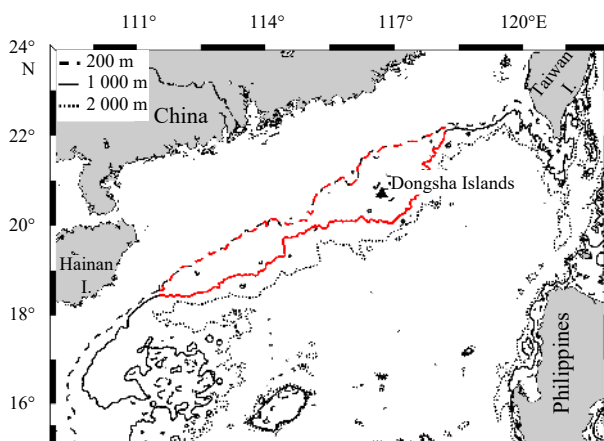 111°
114°
117°
120°E
24°
N
200 m
1 000 m
2 000 m
Taiwan
I.
China
22°
Dongsha Islands
20°
Hainan
I.
18°
Philippines
16°